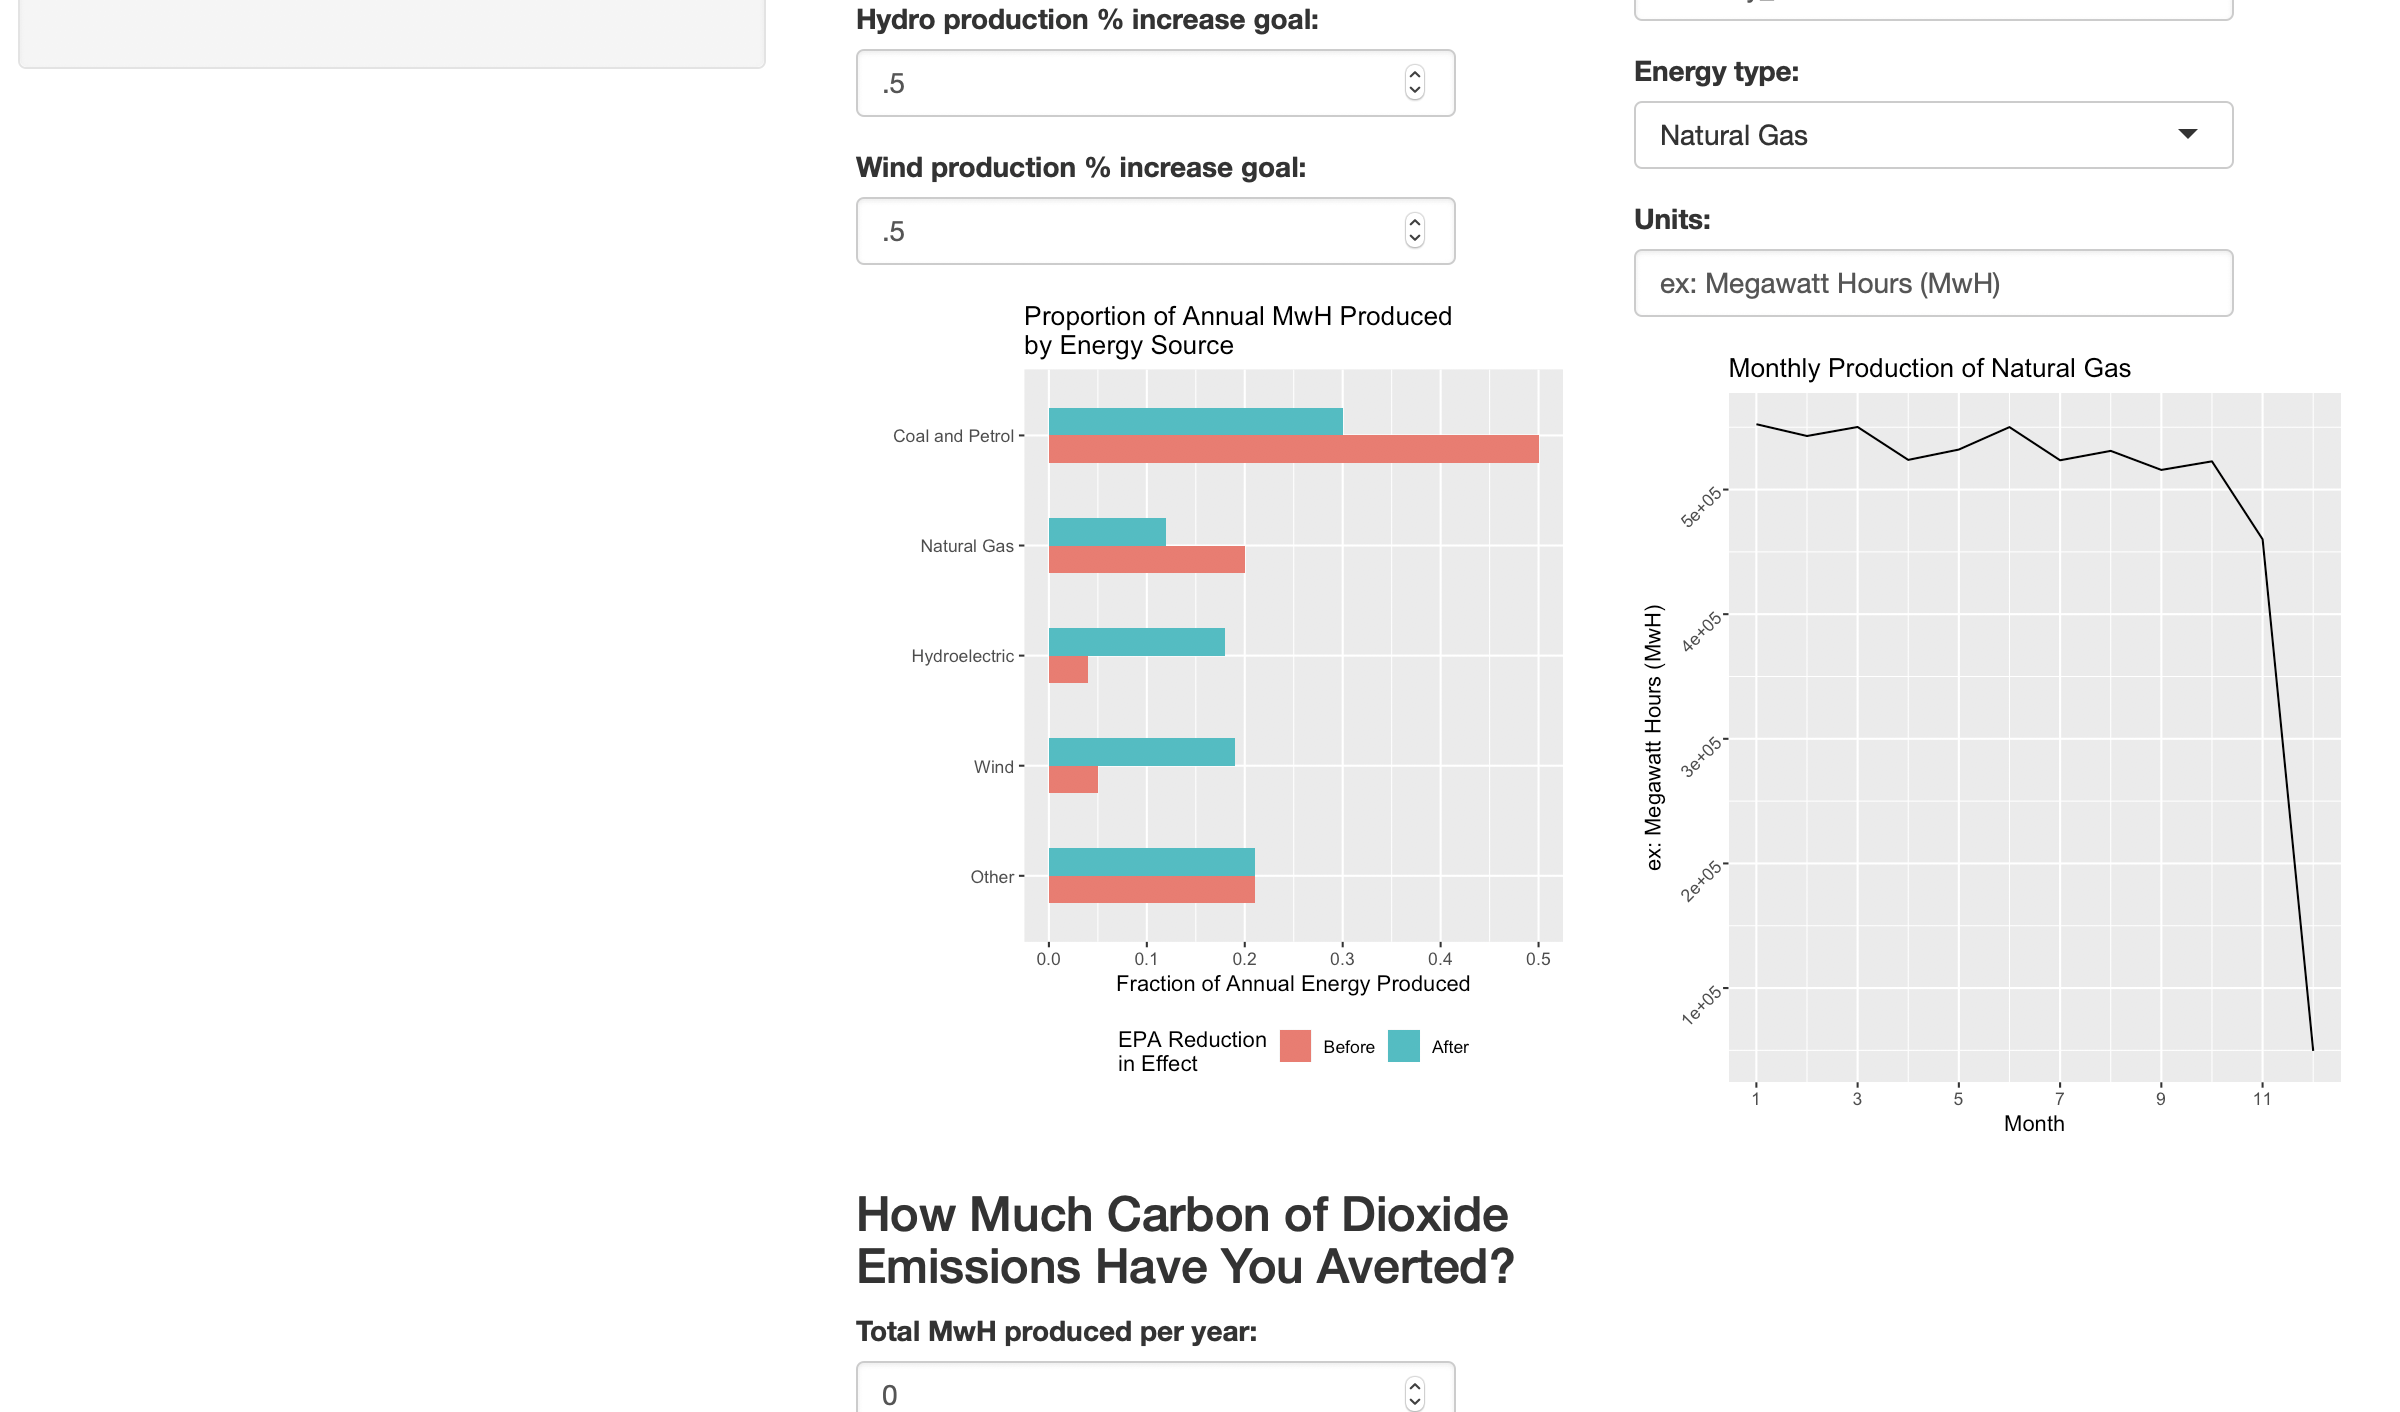 Hydro production % increase goal:
.5
Wind production % increase goal:
.5
Proportion of Annual MwH Produced
by Energy Source
Coal and Petrol
Natural Gas
Hydroelectric
Wind
Other
0.0 0.1 0.2 0.3 0.4 0.5
Fraction of Annual Energy Produced
EPA Reduction
in Effect
Before After
How Much Carbon of Dioxide
Emissions Have You Averted?
Total MwH produced per year:
0
Energy type:
Natural Gas
Units:
ex: Megawatt Hours (MwH)
Monthly Production of Natural Gas
ex: Megawatt Hours (MwH)
5e+05
4e+05
3e+05
2e+05
1e+05
1 3 5 7 9 11
Month